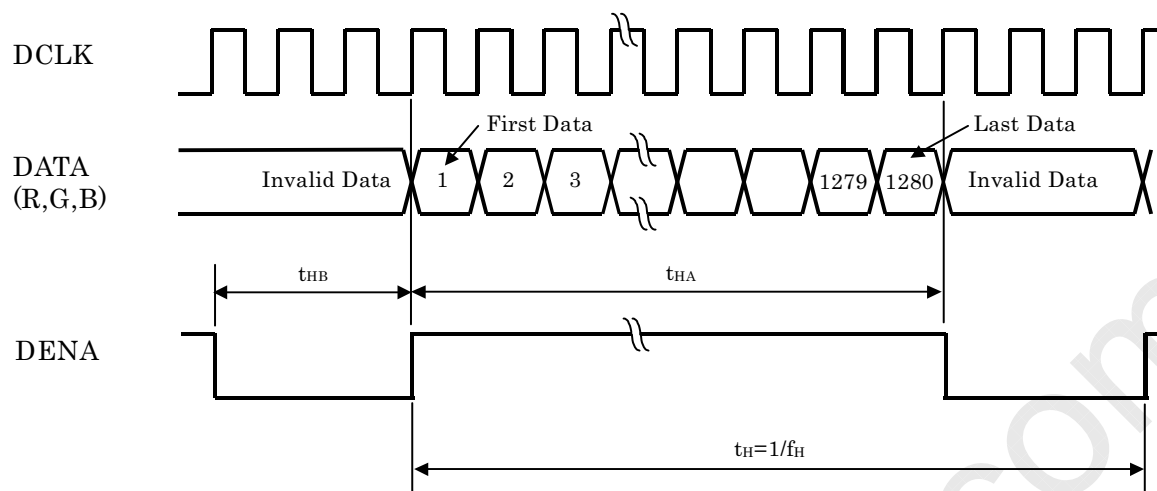 DCLK
First Data
Last Data
DATA
(R,G,B)
Invalid Data
1
2
3
1279
1280
Invalid Data
tHB
tHA
DENA
tH=1/fH
com